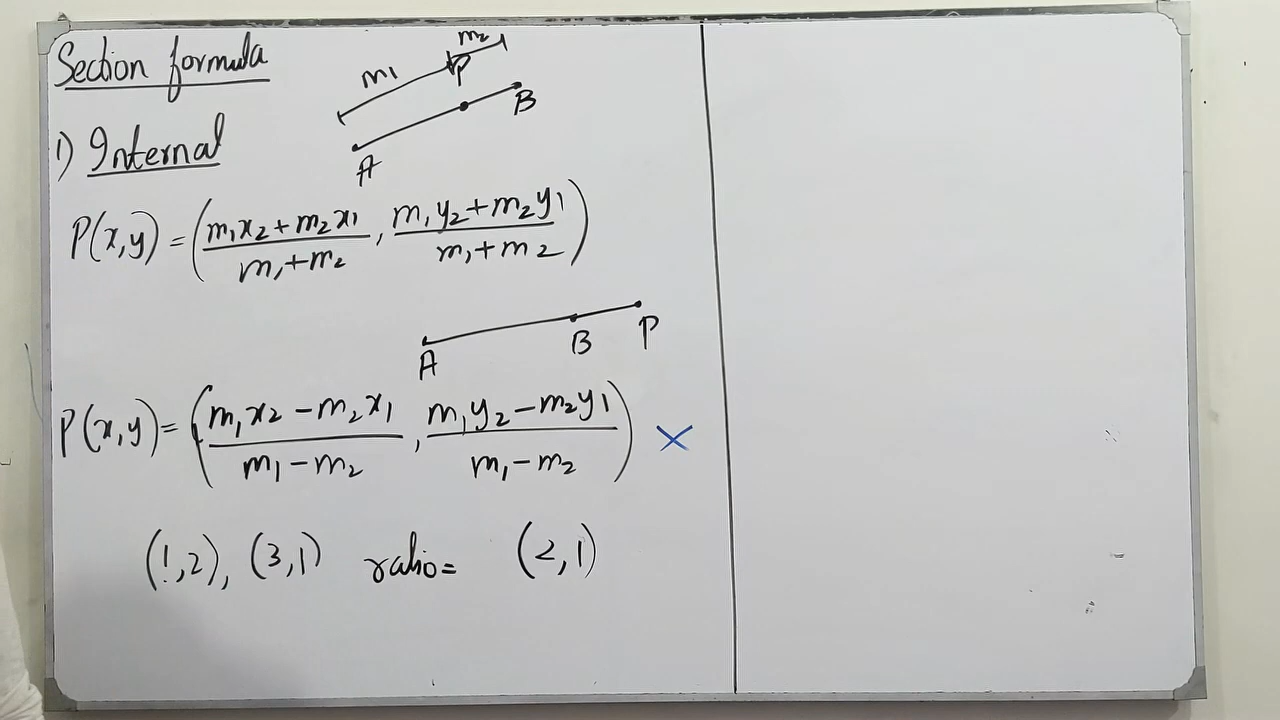 Section formula
m1 P m2
A B
1) Internal
P(x,y) = (m1x2+m2x1/m1+m2, m1y2+m2y1/m1+m2)
A B P
P(x,y) = (m1x2-m2x1/m1-m2, m1y2-m2y1/m1-m2) ×
(1,2), (3,1) ratio= (2,1)